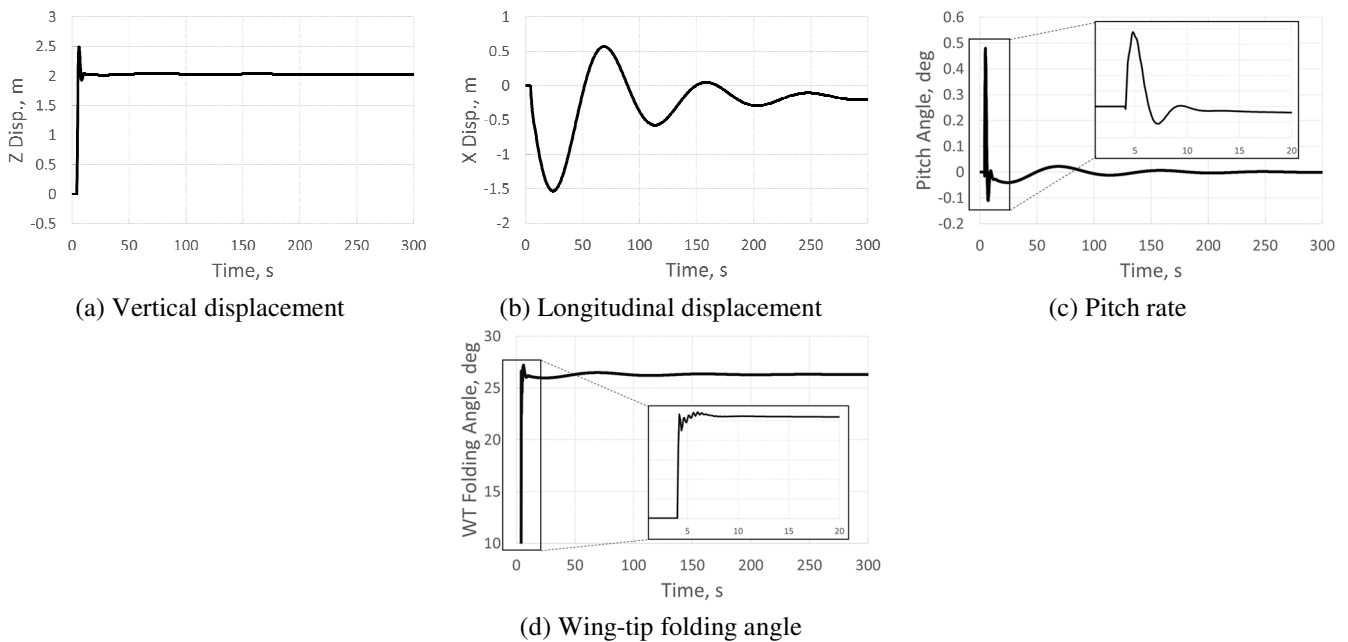 3
2.5
2
1.5
1
0.5
0
-0.5
Z Disp., m
0 50 100 150 200 250 300
Time, s
(a) Vertical displacement
1
0.5
0
-0.5
-1
-1.5
-2
X Disp., m
0 50 100 150 200 250 300
Time, s
(b) Longitudinal displacement
0.6
0.5
0.4
0.3
0.2
0.1
0
-0.1
-0.2
Pitch Angle, deg
5 10 15 20
0 50 100 150 200 250 300
Time, s
(c) Pitch rate
30
25
20
15
10
WT Folding Angle, deg
5 10 15 20
0 50 100 150 200 250 300
Time, s
(d) Wing-tip folding angle